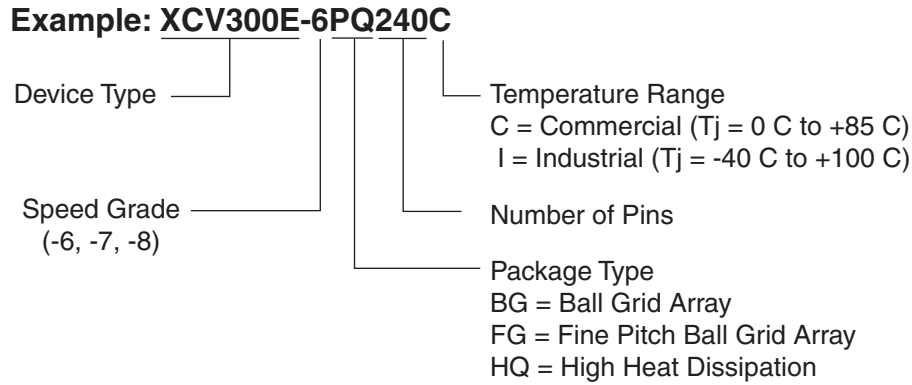 Example: XCV300E-6PQ240C
Device Type
Temperature Range
C = Commercial (Tj = 0 C to +85 C)
I = Industrial (Tj = -40 C to +100 C)
Speed Grade
(-6, -7, -8)
Number of Pins
Package Type
BG = Ball Grid Array
FG = Fine Pitch Ball Grid Array
HQ = High Heat Dissipation